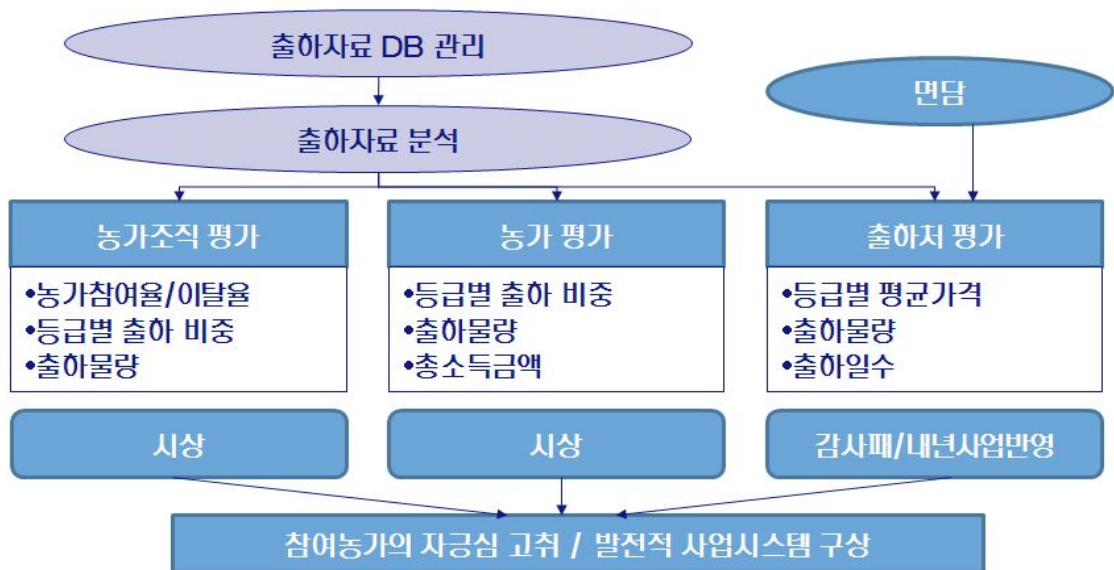 출하자료 DB 관리
면담
출하자료 분석
농가조직 평가
•농가참여율/이탈율
•등급별 출하 비중
•출하물량
농가 평가
•등급별 출하 비중
•출하물량
•총소득금액
출하처 평가
•등급별 평균가격
•출하물량
•출하일수
시상
시상
감사패/내년사업반영
참여농가의 자긍심 고취 / 발전적 사업시스템 구상